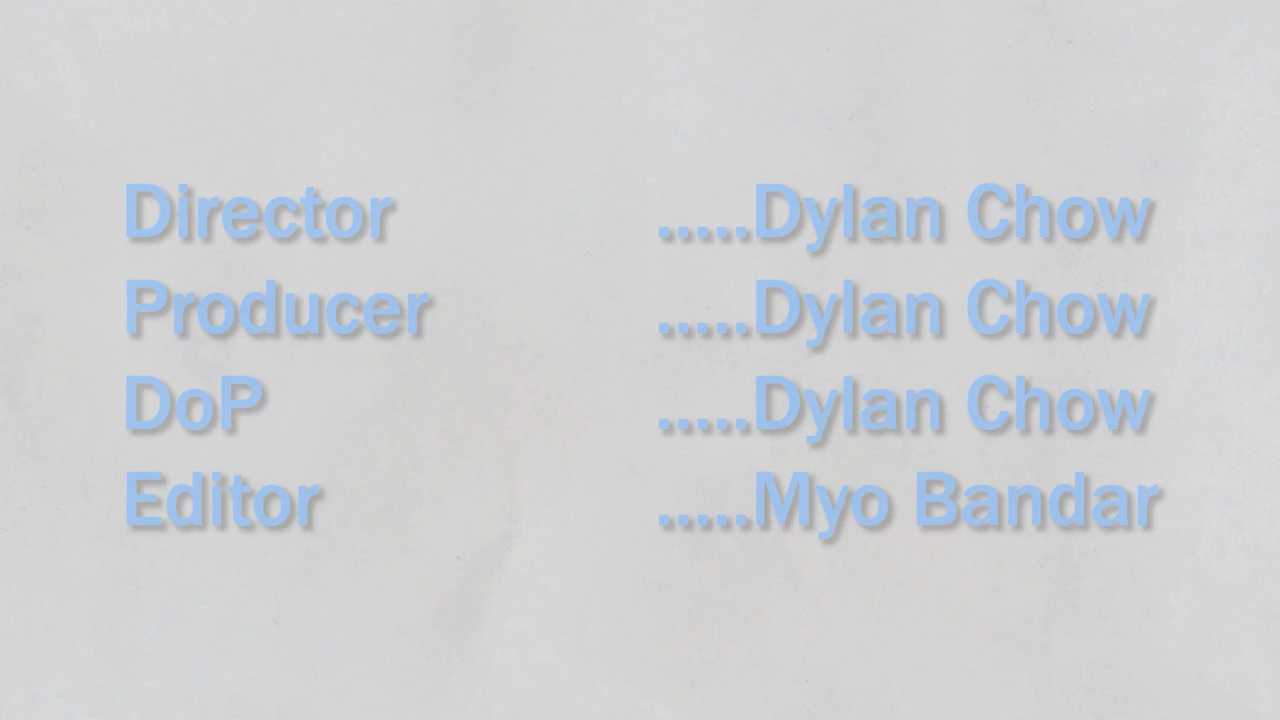 Director .....Dylan Chow
Producer .....Dylan Chow
DoP .....Dylan Chow
Editor .....Myo Bandar